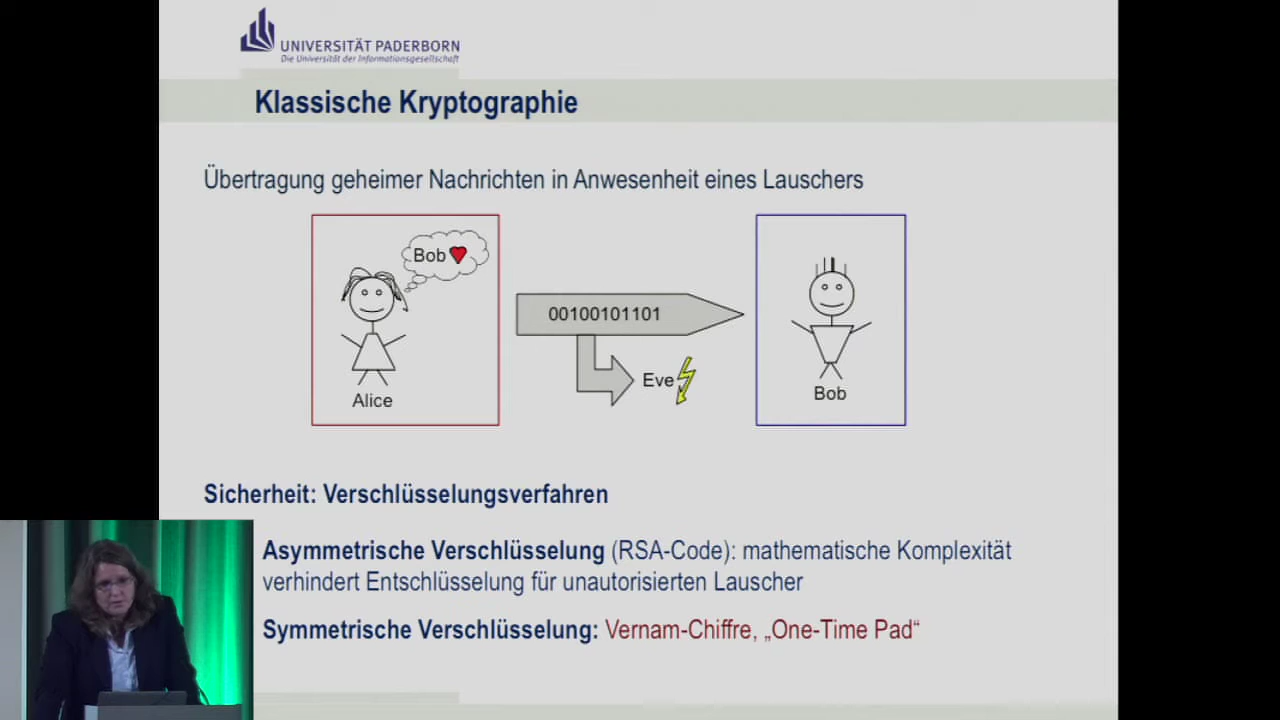 UNIVERSITÄT PADERBORN
Die Universität der Informationsgesellschaft
Klassische Kryptographie
Übertragung geheimer Nachrichten in Anwesenheit eines Lauschers
Bob
00100101101
Eve
Alice
Bob
Sicherheit: Verschlüsselungsverfahren
Asymmetrische Verschlüsselung (RSA-Code): mathematische Komplexität
verhindert Entschlüsselung für unautorisierten Lauscher
Symmetrische Verschlüsselung: Vernam-Chiffre, „One-Time Pad“